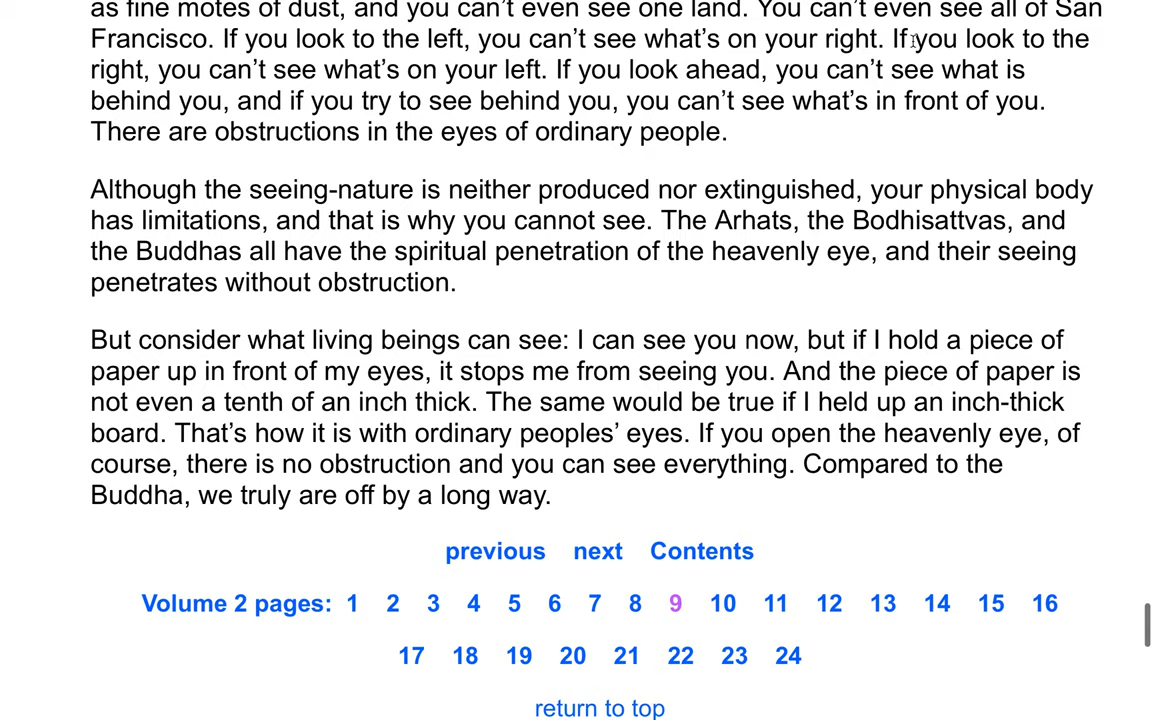 as fine motes of dust, and you can't even see one land. You can't even see all of San
Francisco. If you look to the left, you can't see what's on your right. If you look to the
right, you can't see what's on your left. If you look ahead, you can't see what is
behind you, and if you try to see behind you, you can't see what's in front of you.
There are obstructions in the eyes of ordinary people.
Although the seeing-nature is neither produced nor extinguished, your physical body
has limitations, and that is why you cannot see. The Arhats, the Bodhisattvas, and
the Buddhas all have the spiritual penetration of the heavenly eye, and their seeing
penetrates without obstruction.
But consider what living beings can see: I can see you now, but if I hold a piece of
paper up in front of my eyes, it stops me from seeing you. And the piece of paper is
not even a tenth of an inch thick. The same would be true if I held up an inch-thick
board. That's how it is with ordinary peoples' eyes. If you open the heavenly eye, of
course, there is no obstruction and you can see everything. Compared to the
Buddha, we truly are off by a long way.
previous next Contents
Volume 2 pages: 1 2 3 4 5 6 7 8 9 10 11 12 13 14 15 16
17 18 19 20 21 22 23 24
return to top